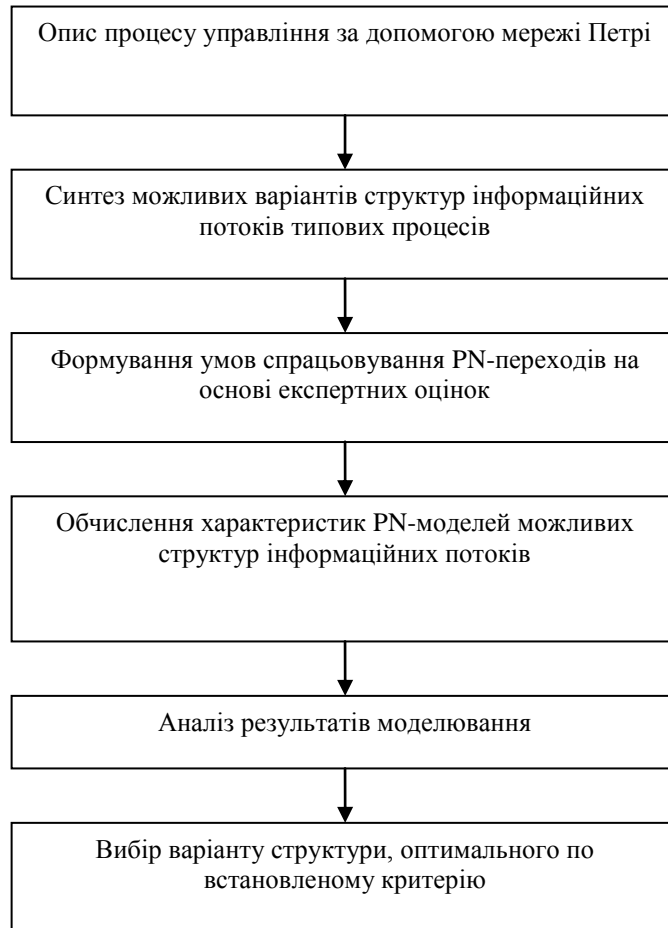 Опис процесу управління за допомогою мережі Петрі
Синтез можливих варіантів структур інформаційних
потоків типових процесів
Формування умов спрацьовування PN-переходів на
основі експертних оцінок
Обчислення характеристик PN-моделей можливих
структур інформаційних потоків
Аналіз результатів моделювання
Вибір варіанту структури, оптимального по
встановленому критерію